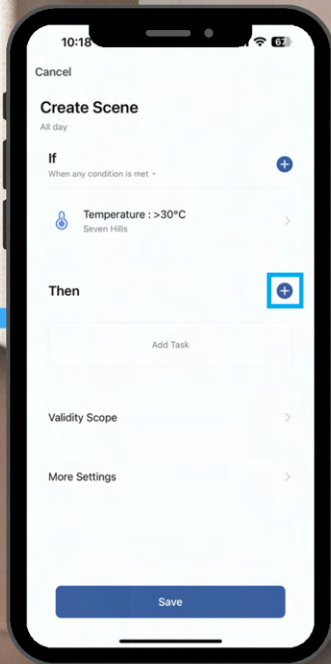 10:18
67
Cancel
Create Scene
All day
If
When any condition is met
Temperature : >30°C
Seven Hills
Then
Add Task
Validity Scope
More Settings
Save